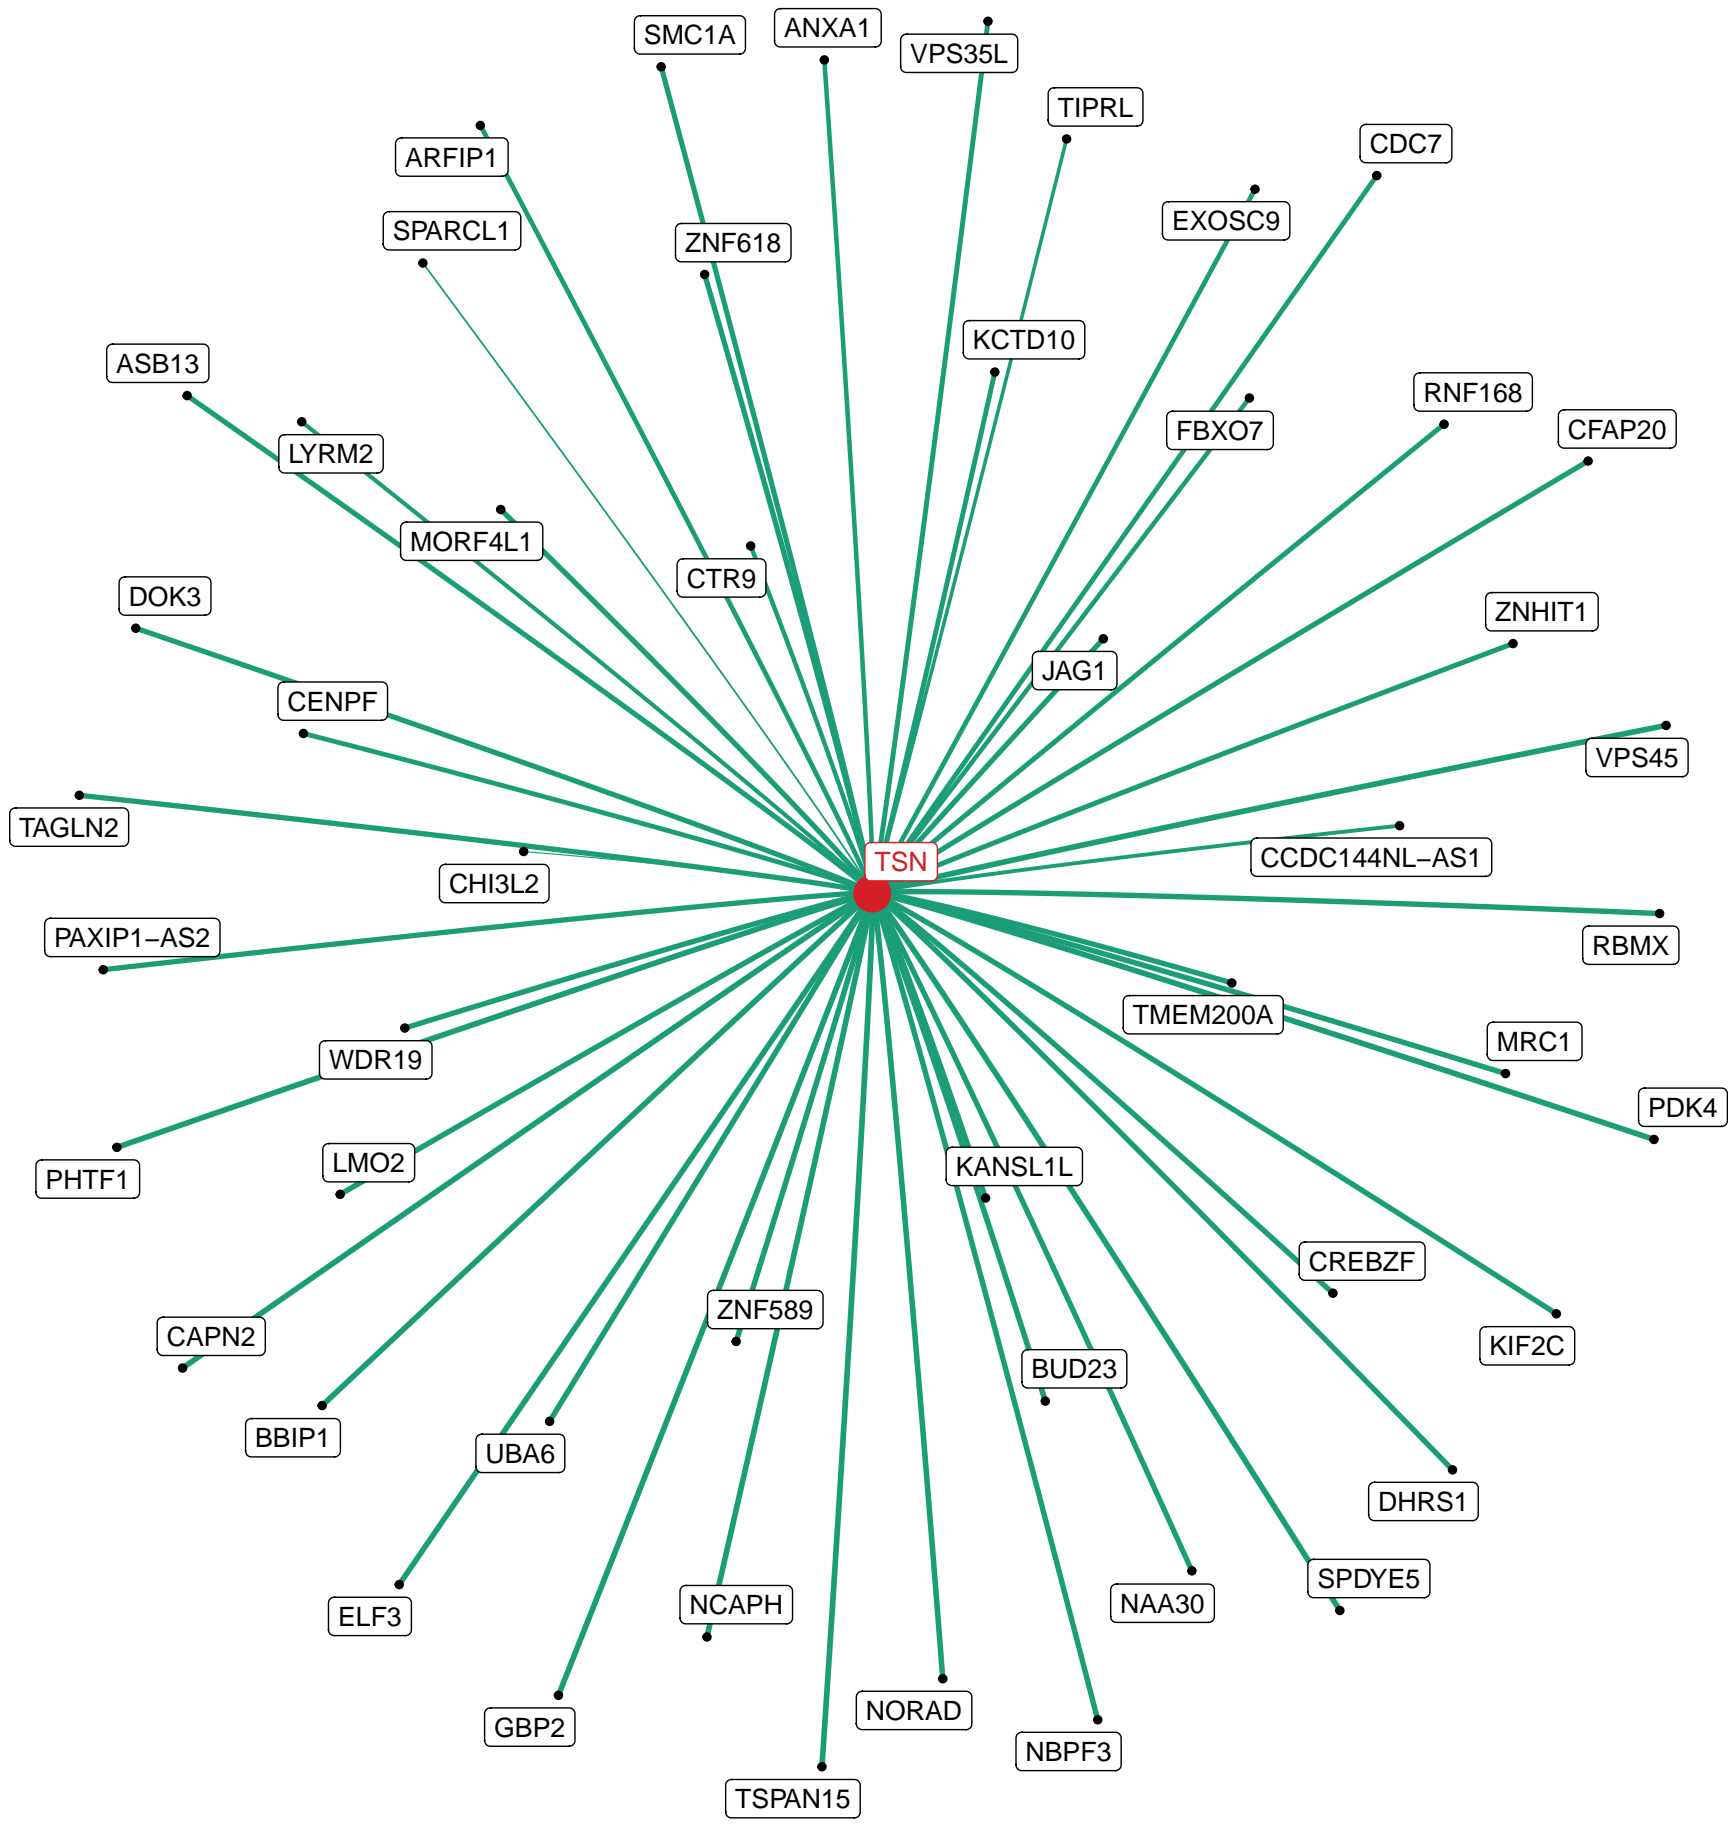 ANXA1
SMC1A
VPS35L
TIPRL
CDC7
ARFIP1
EXOSC9
SPARCL1
ZNF618
KCTD10
ASB13
RNF168
CFAP20
FBXO7
LYRM2
MORF4L1
CTR9
DOK3
ZNHIT1
JAG1
CENPF
VPS45
TAGLN2
CCDC144NL−AS1
TSN
CHI3L2
PAXIP1−AS2
RBMX
TMEM200A
MRC1
WDR19
PDK4
LMO2
KANSL1L
PHTF1
CREBZF
ZNF589
CAPN2
KIF2C
BUD23
BBIP1
UBA6
DHRS1
SPDYE5
NAA30
NCAPH
ELF3
NORAD
GBP2
NBPF3
TSPAN15